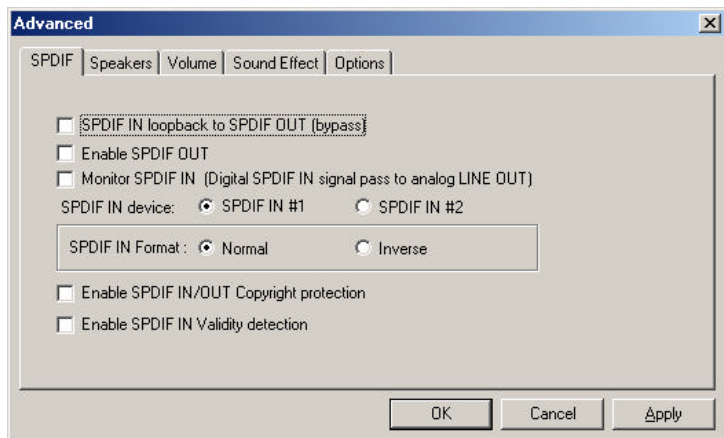 Advanced
SPDIF Speakers Volume Sound Effect Options
SPDIF IN loopback to SPDIF OUT (bypass)
Enable SPDIF OUT
Monitor SPDIF IN (Digital SPDIF IN signal pass to analog LINE OUT)
SPDIF IN device: SPDIF IN #1 SPDIF IN #2
SPDIF IN Format : Normal Inverse
Enable SPDIF IN/OUT Copyright protection
Enable SPDIF IN Validity detection
OK Cancel Apply